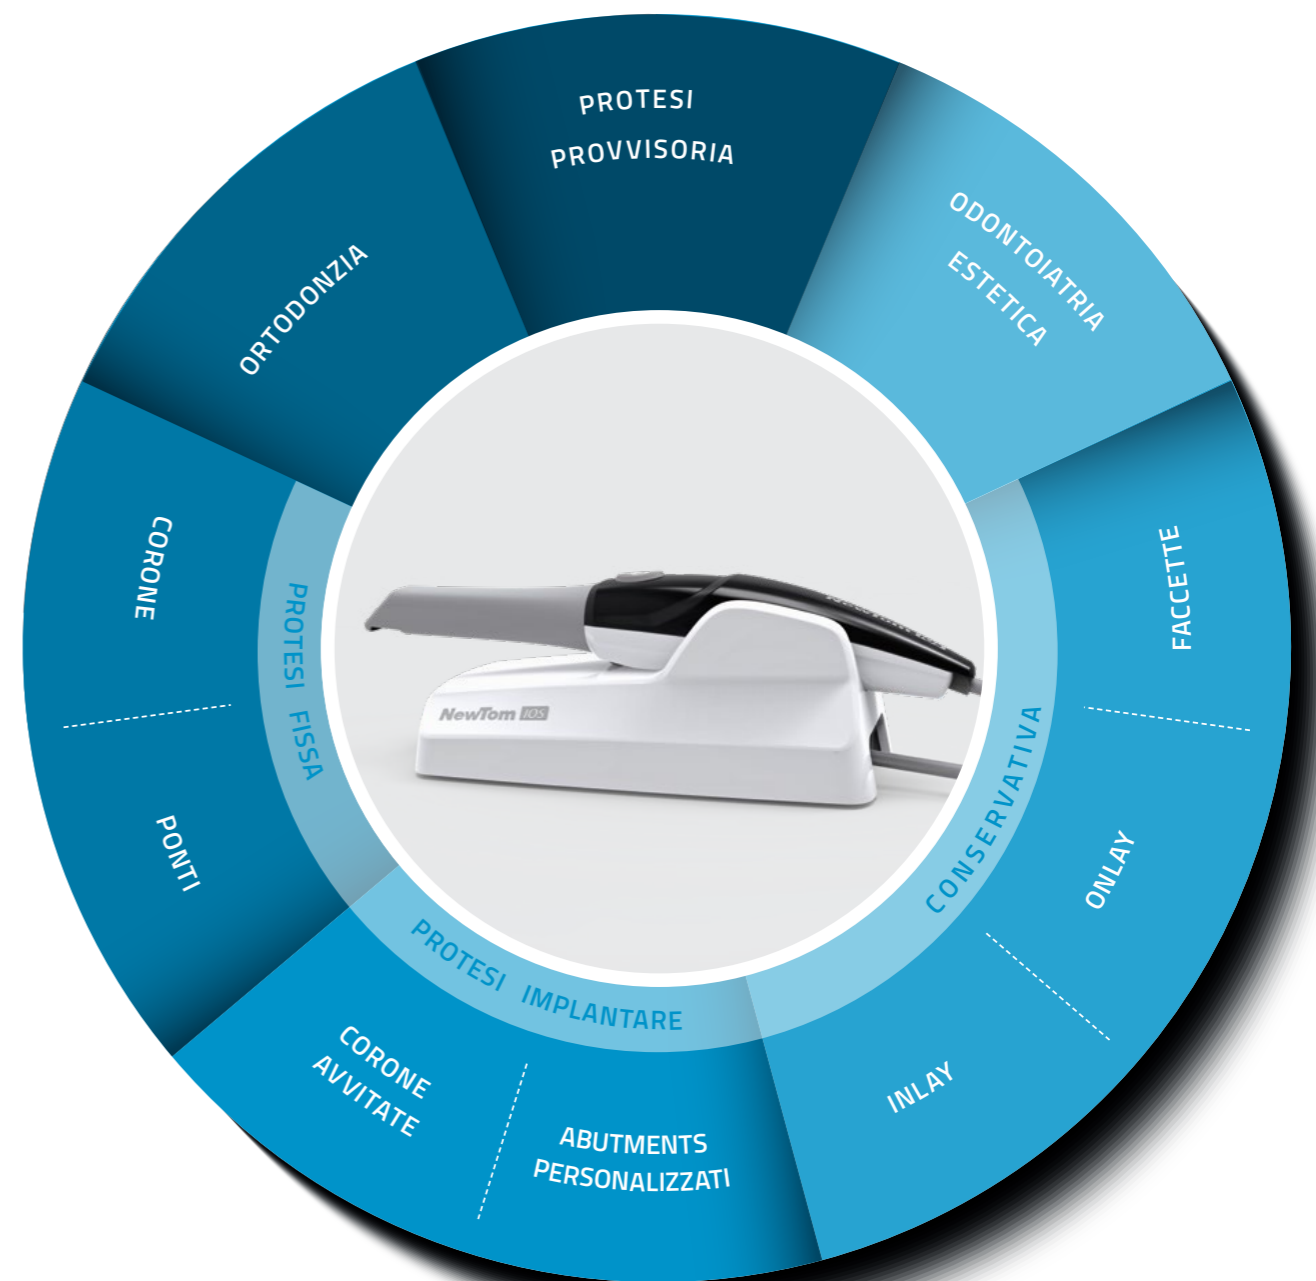 PROTESI
PROVVISORIA
ODONTOIATRIA
ESTETICA
FACCETTE
ONLAY
INLAY
CONSERVATIVA
ABUTMENTS
PERSONALIZZATI
CORONE
AVVITATE
PROTESI IMPLANTARE
PONTI
CORONE
PROTESI FISSA
ORTODONZIA
NewTom IOS